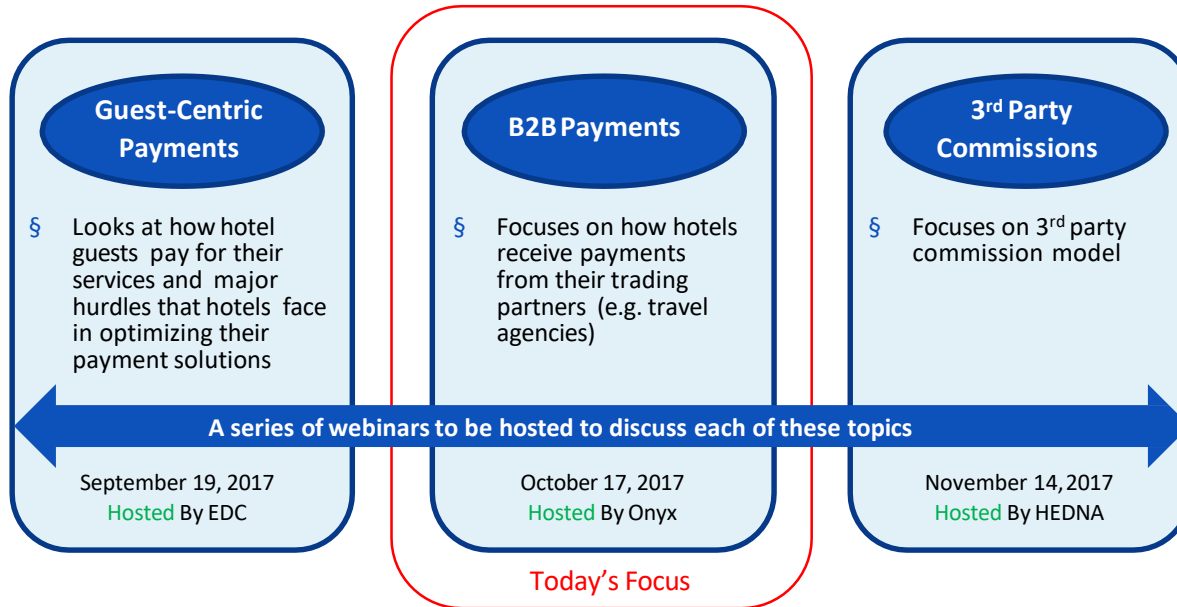 Guest-Centric
Payments
§ Looks at how hotel
guests pay for their
services and major
hurdles that hotels face
in optimizing their
payment solutions
B2B Payments
§ Focuses on how hotels
receive payments
from their trading
partners (e.g. travel
agencies)
3rd Party
Commissions
§ Focuses on 3rd party
commission model
A series of webinars to be hosted to discuss each of these topics
September 19, 2017
Hosted By EDC
October 17, 2017
Hosted By Onyx
November 14, 2017
Hosted By HEDNA
Today's Focus